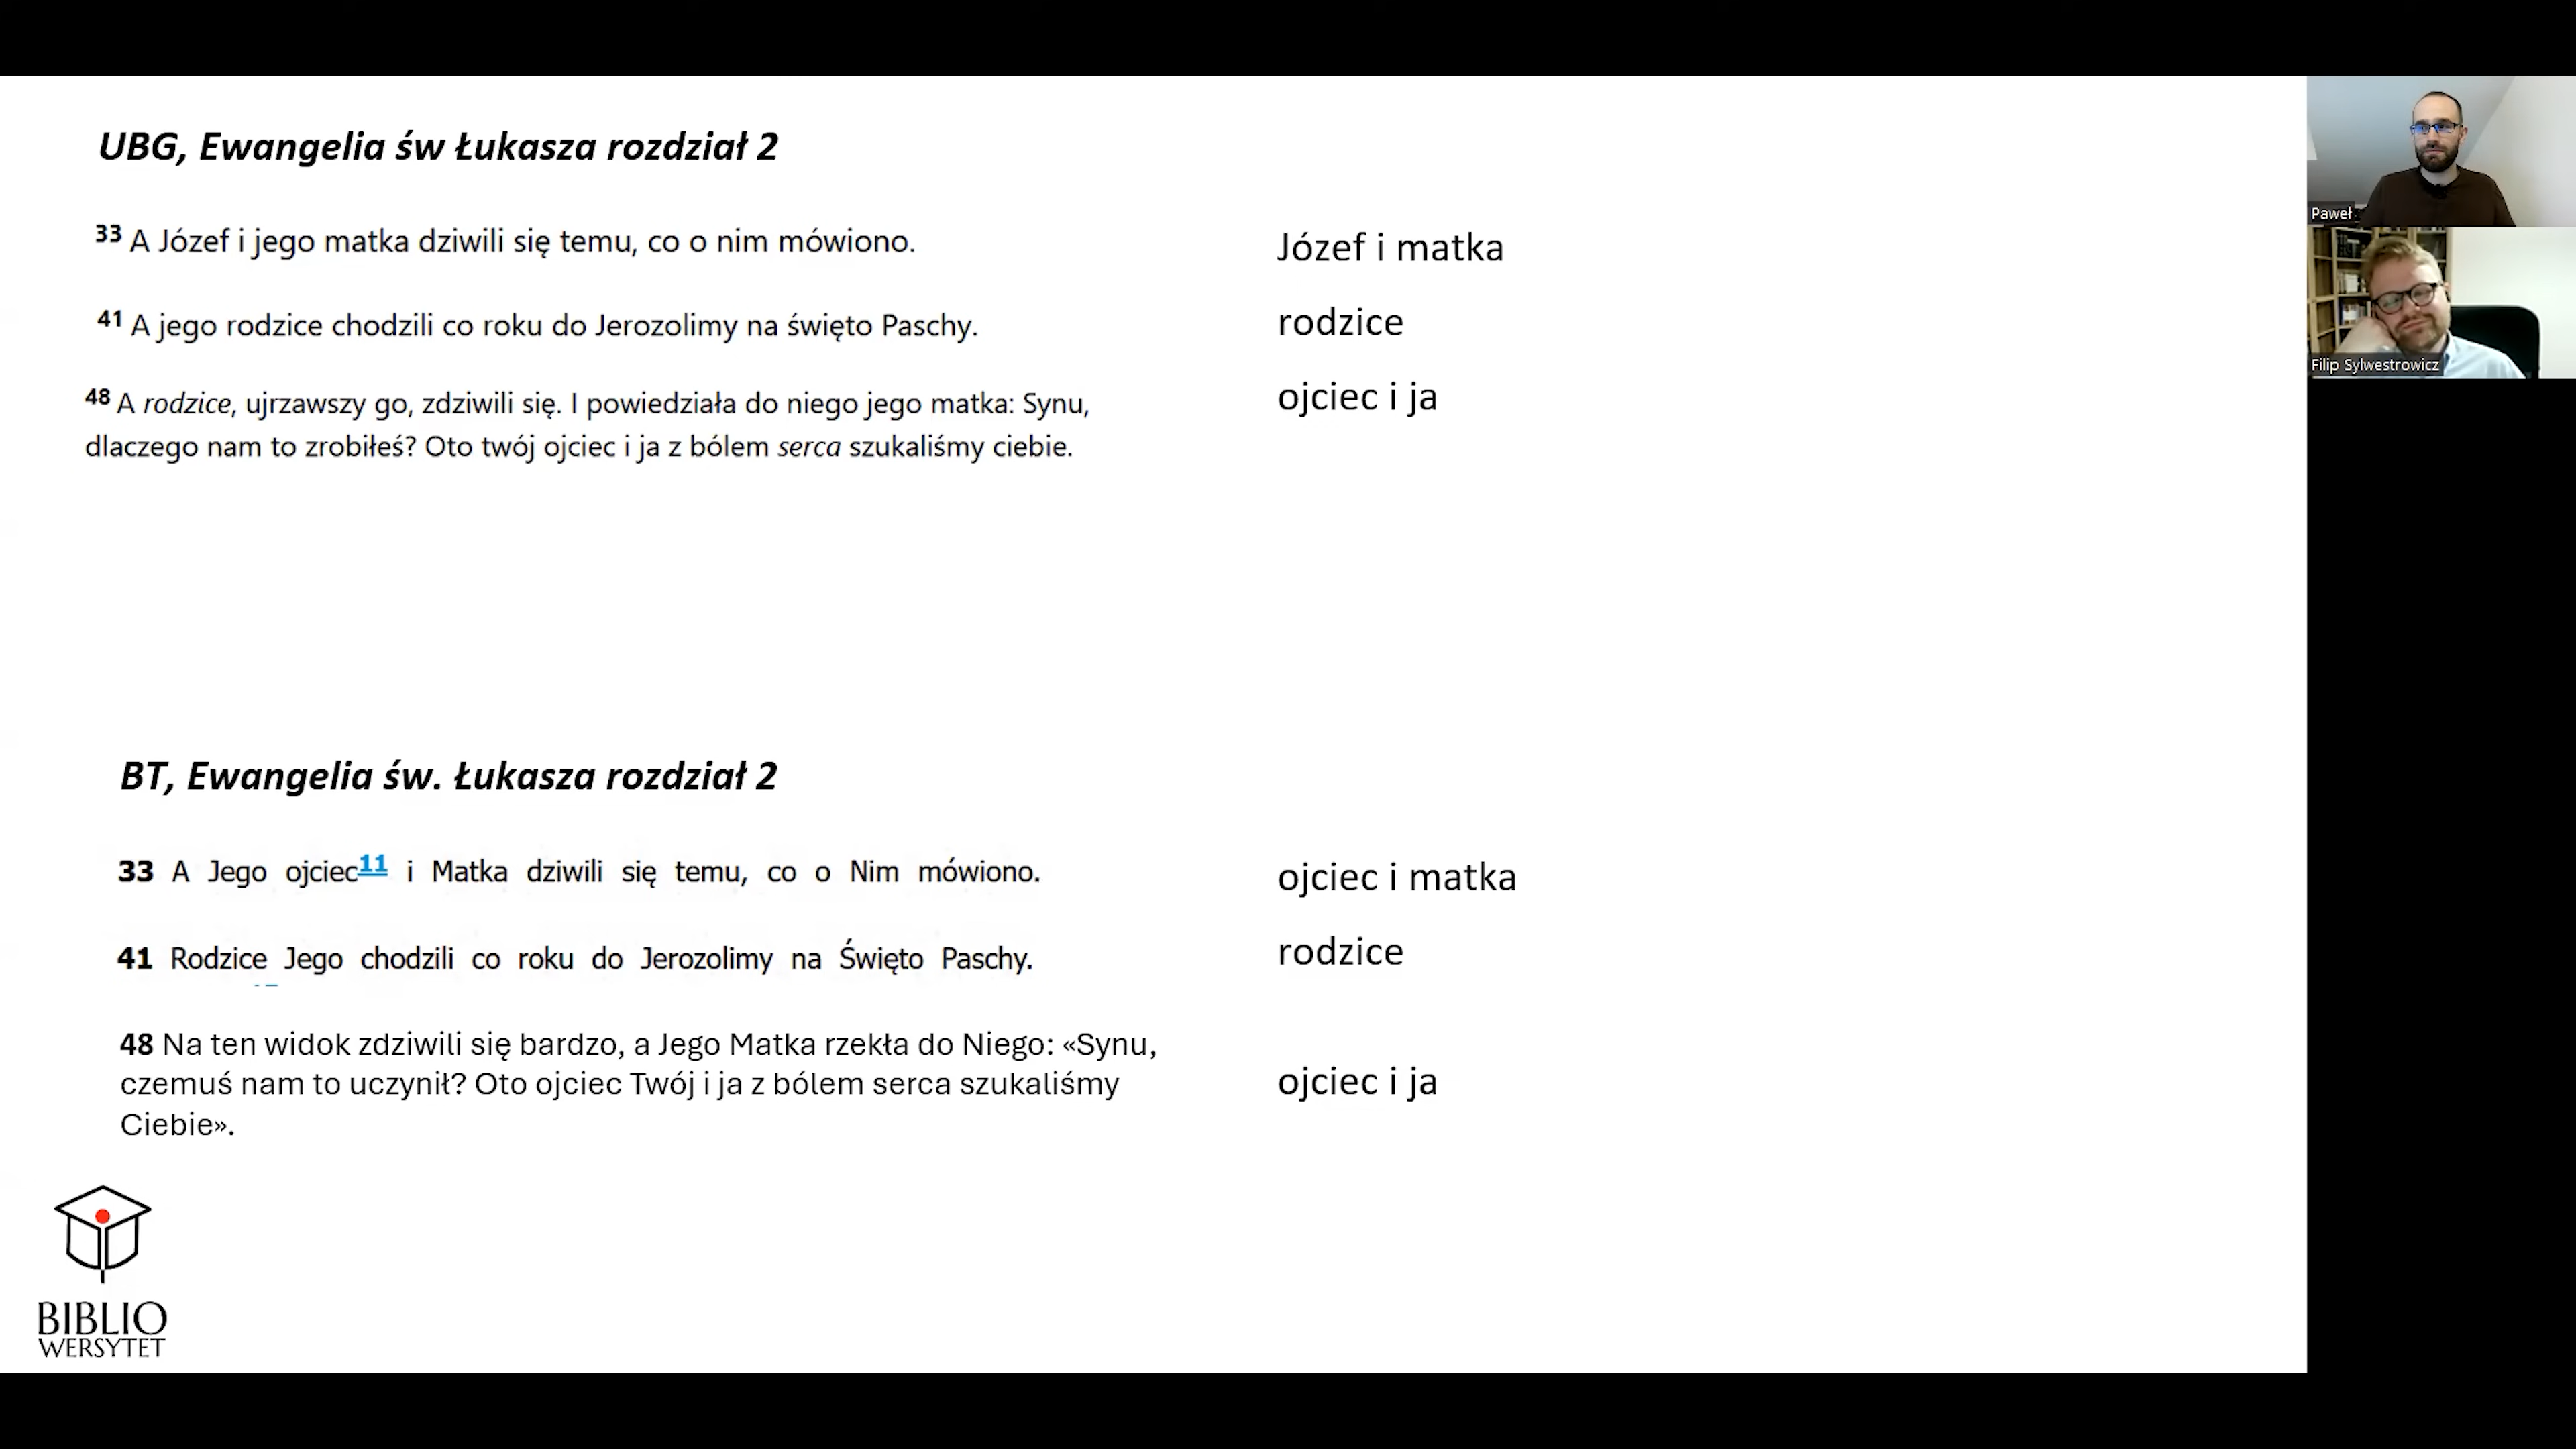 UBG, Ewangelia św Łukasza rozdział 2
33 A Józef i jego matka dziwili się temu, co o nim mówiono.
Józef i matka
41 A jego rodzice chodzili co roku do Jerozolimy na święto Paschy.
rodzice
48 A rodzice, ujrzawszy go, zdziwili się. I powiedziała do niego jego matka: Synu,
dlaczego nam to zrobiłeś? Oto twój ojciec i ja z bólem serca szukaliśmy ciebie.
ojciec i ja
BT, Ewangelia św. Łukasza rozdział 2
33 A Jego ojciec11 i Matka dziwili się temu, co o Nim mówiono.
ojciec i matka
41 Rodzice Jego chodzili co roku do Jerozolimy na Święto Paschy.
rodzice
48 Na ten widok zdziwili się bardzo, a Jego Matka rzekła do Niego: «Synu,
czemuś nam to uczynił? Oto ojciec Twój i ja z bólem serca szukaliśmy
Ciebie».
ojciec i ja
BIBLIO
WERSYTET
Paweł
Filip Sylwestrowicz